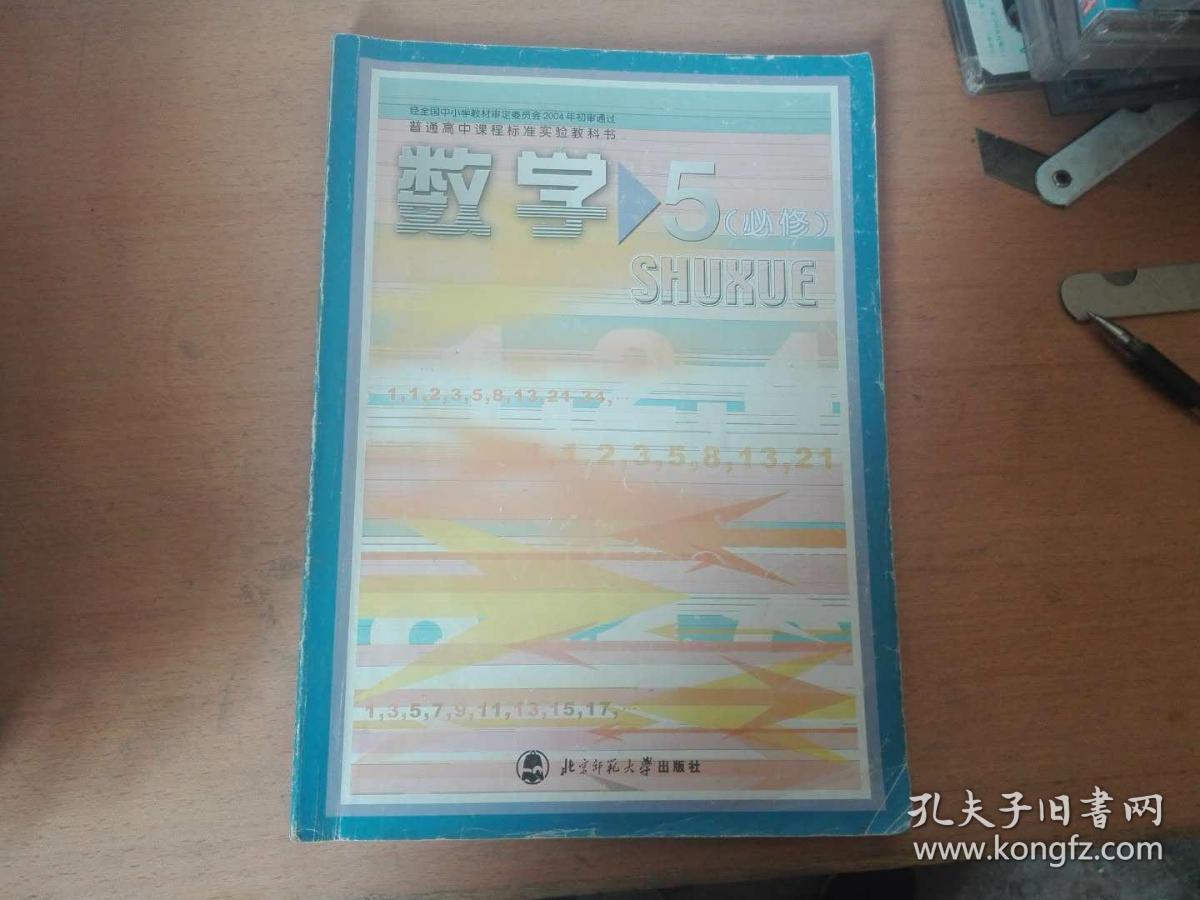 经全国中小学教材审定委员会2004年初审通过
普通高中课程标准实验教科书
数学 5（必修）
SHUXUE
1,1,2,3,5,8,13,21,34,…
1,1,2,3,5,8,13,21
1,3,5,7,9,11,13,15,17,…
北京师范大学出版社
孔夫子旧书网
www.kongfz.com